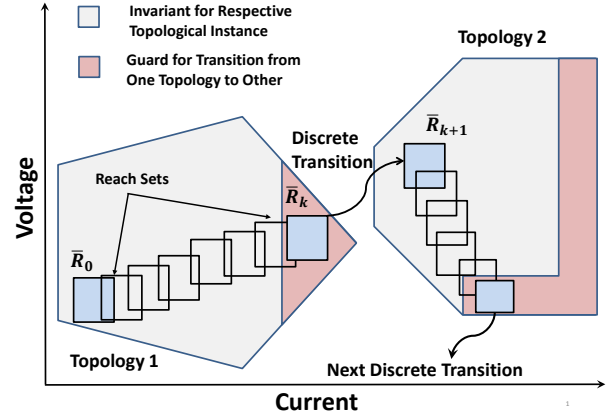 Invariant for Respective
Topological Instance
Guard for Transition from
One Topology to Other
Topology 2
Discrete
Transition
R̅ₖ₊₁
Reach Sets
R̅ₖ
R̅₀
Topology 1
Next Discrete Transition
Voltage
Current
1